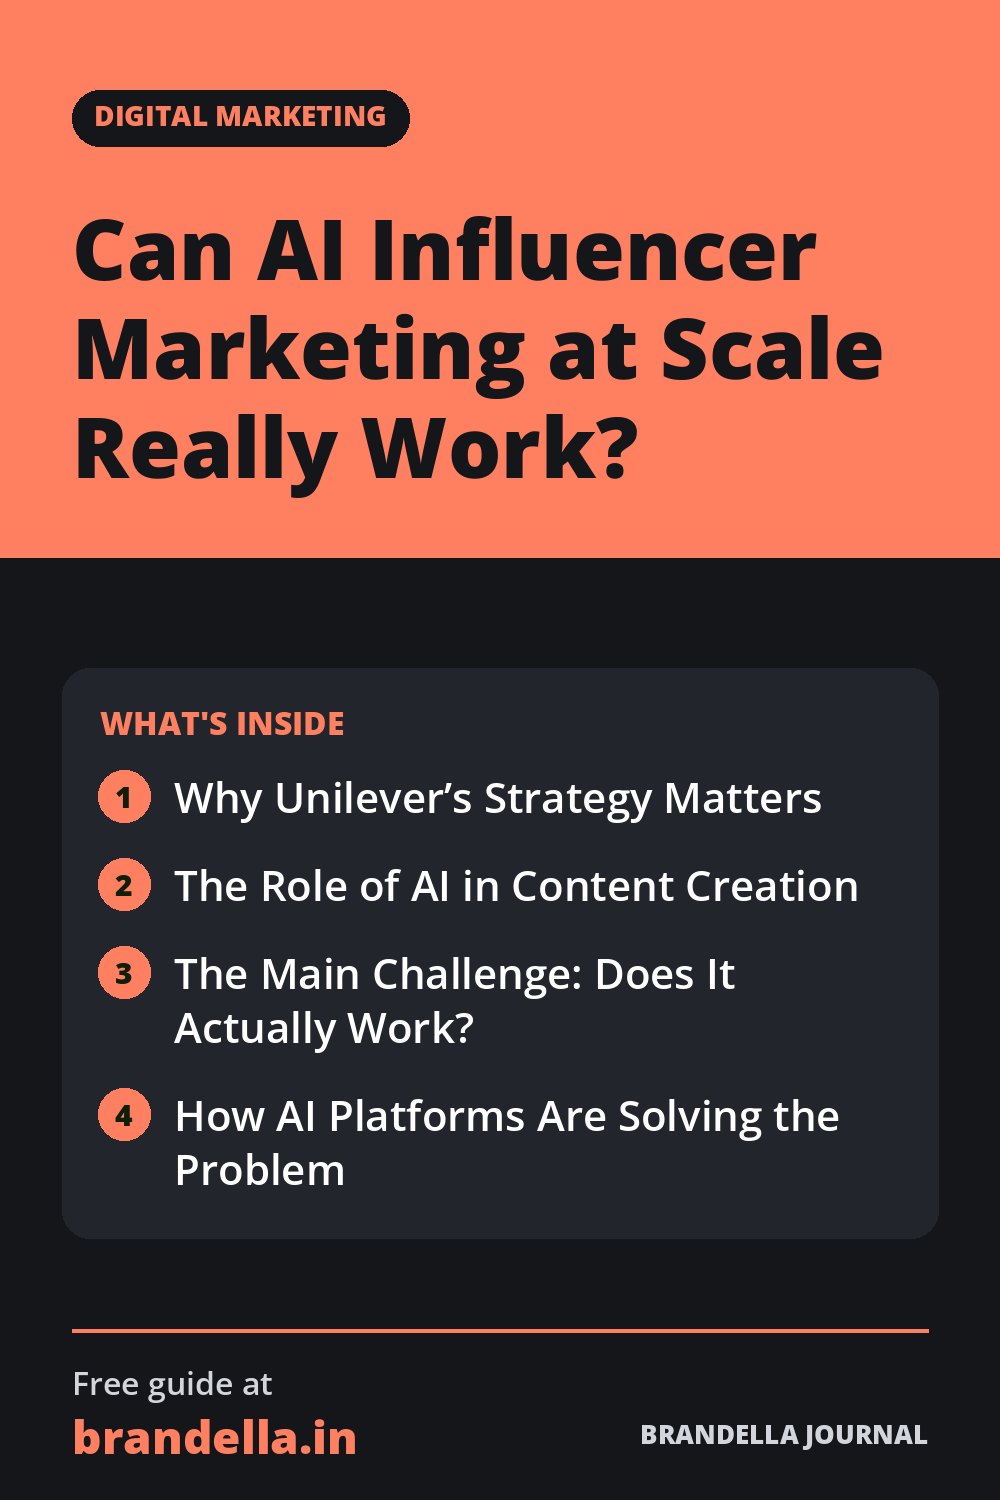 DIGITAL MARKETING
Can AI Influencer
Marketing at Scale
Really Work?
WHAT'S INSIDE
1 Why Unilever’s Strategy Matters
2 The Role of AI in Content Creation
3 The Main Challenge: Does It
Actually Work?
4 How AI Platforms Are Solving the
Problem
Free guide at
brandella.in
BRANDELLA JOURNAL